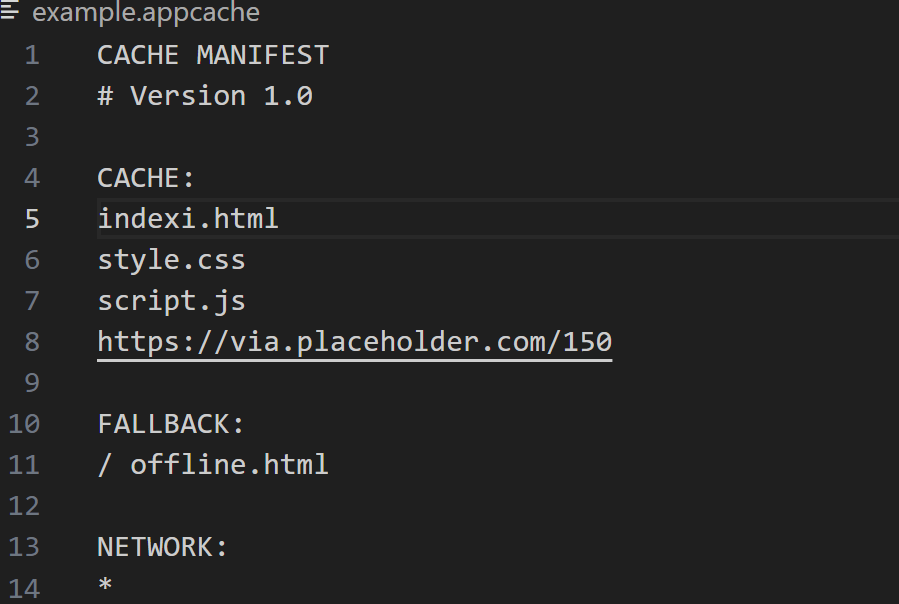 example.appcache
1 CACHE MANIFEST
2 # Version 1.0
3
4 CACHE:
5 indexi.html
6 style.css
7 script.js
8 https://via.placeholder.com/150
9
10 FALLBACK:
11 / offline.html
12
13 NETWORK:
14 *